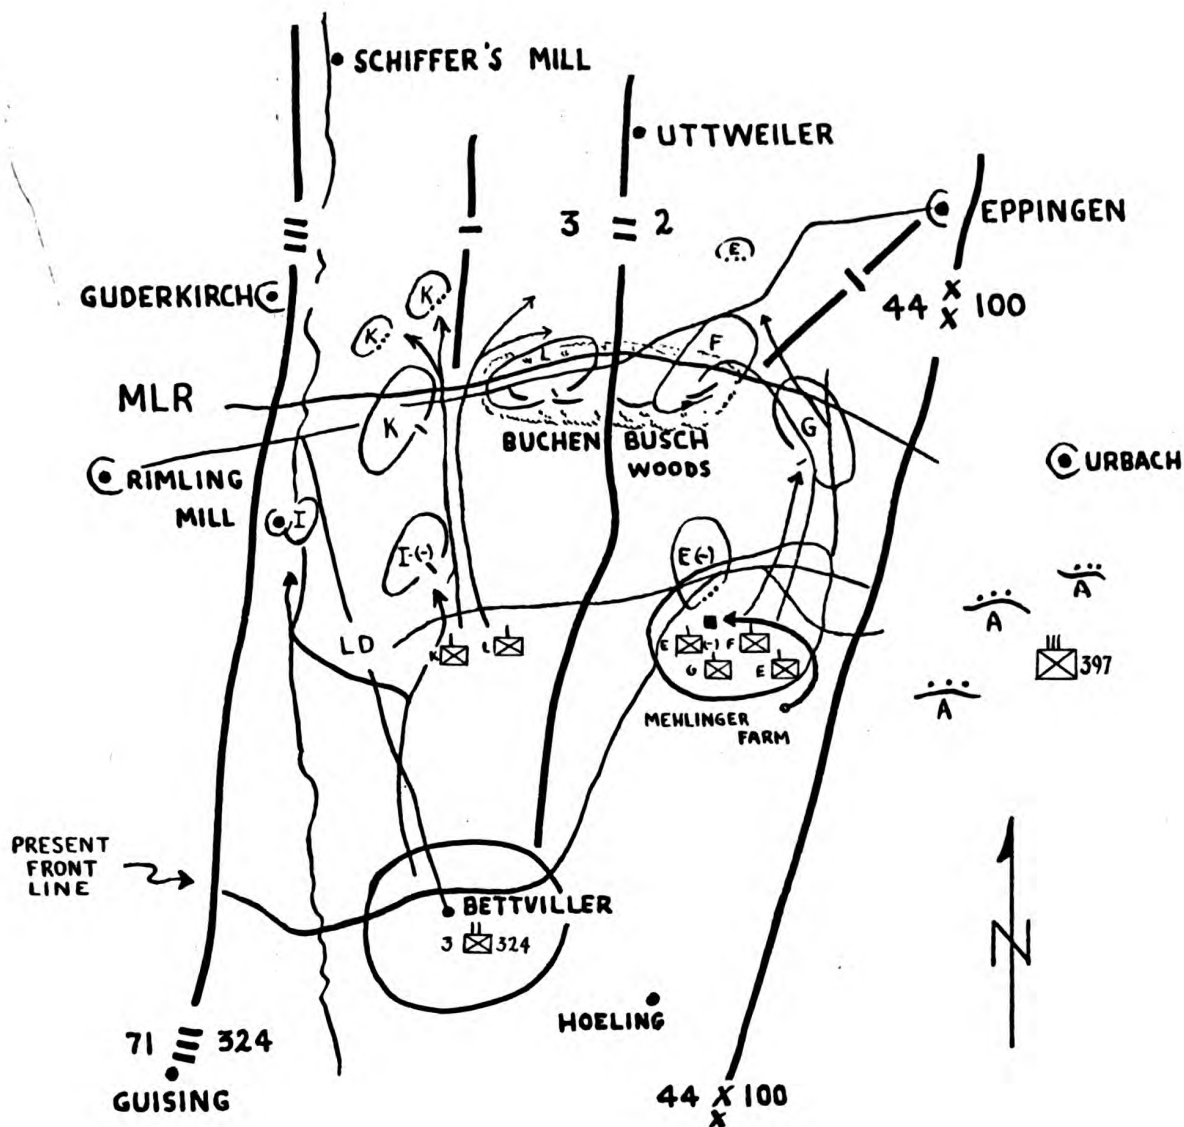 SCHIFFER'S MILL
UTTWEILER
EPPINGEN
3 2
E
GUDERKIRCH
K
K
44 X X 100
MLR
L
F
K
G
BUCHEN BUSCH
WOODS
URBACH
RIMLING
MILL
I
I-(-)
E(-)
A
A
LD
K
L
E (-) F
G E
397
A
MEHLINGER
FARM
PRESENT
FRONT
LINE
BETTVILLER
3 324
N
HOELING
71 324
GUISING
44 X X 100